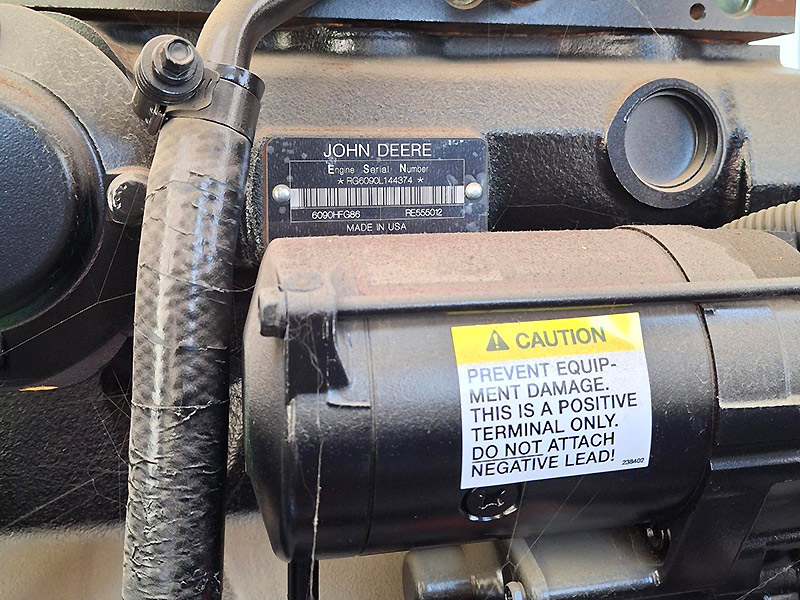 JOHN DEERE
Engine Serial Number
* RG6090L144374 *
6090HFG86 RE555012
MADE IN USA
CAUTION
PREVENT EQUIP-
MENT DAMAGE.
THIS IS A POSITIVE
TERMINAL ONLY.
DO NOT ATTACH
NEGATIVE LEAD!
238402